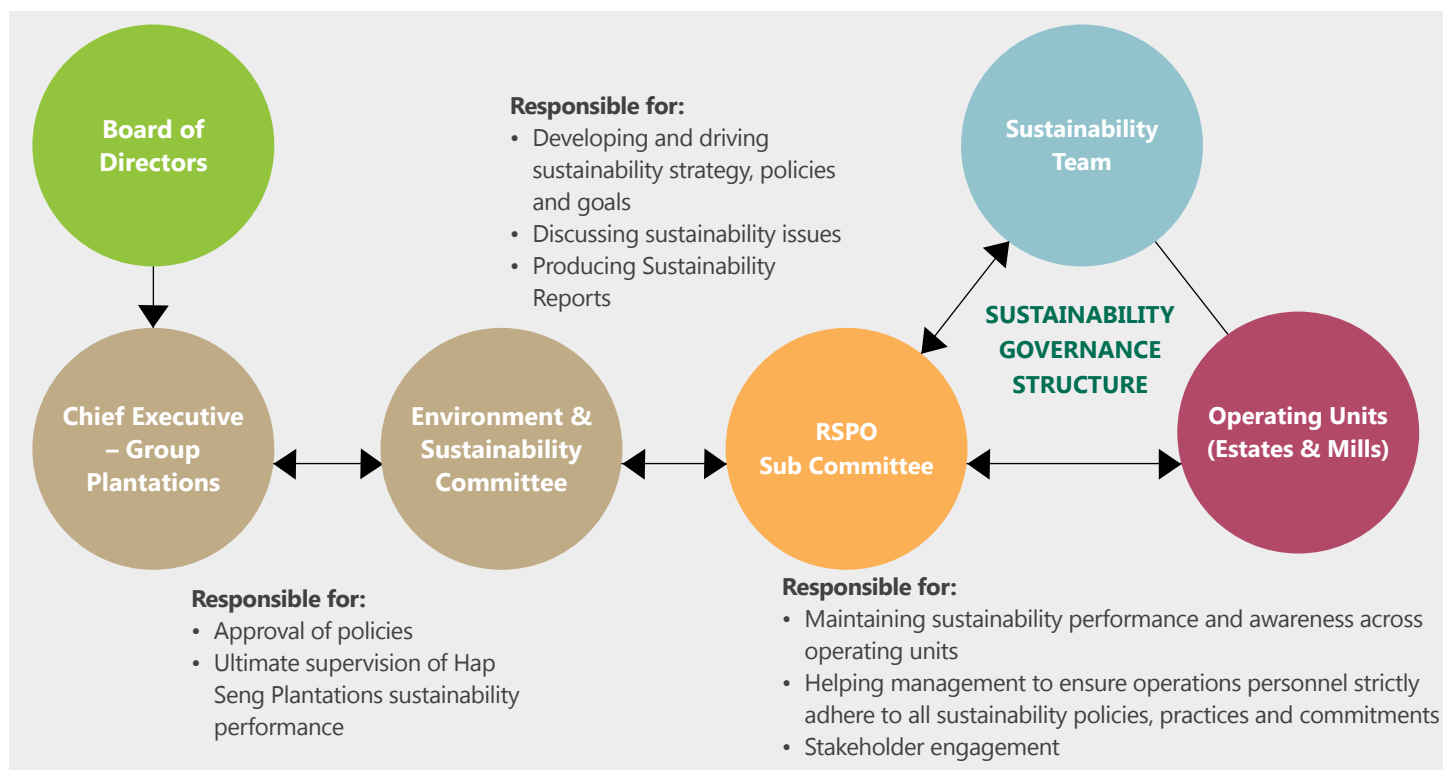 Board of
Directors
Responsible for:
• Developing and driving
sustainability strategy, policies
and goals
• Discussing sustainability issues
• Producing Sustainability
Reports
Sustainability
Team
SUSTAINABILITY
GOVERNANCE
STRUCTURE
Chief Executive
– Group
Plantations
Environment &
Sustainability
Committee
RSPO
Sub Committee
Operating Units
(Estates & Mills)
Responsible for:
• Approval of policies
• Ultimate supervision of Hap
Seng Plantations sustainability
performance
Responsible for:
• Maintaining sustainability performance and awareness across
operating units
• Helping management to ensure operations personnel strictly
adhere to all sustainability policies, practices and commitments
• Stakeholder engagement